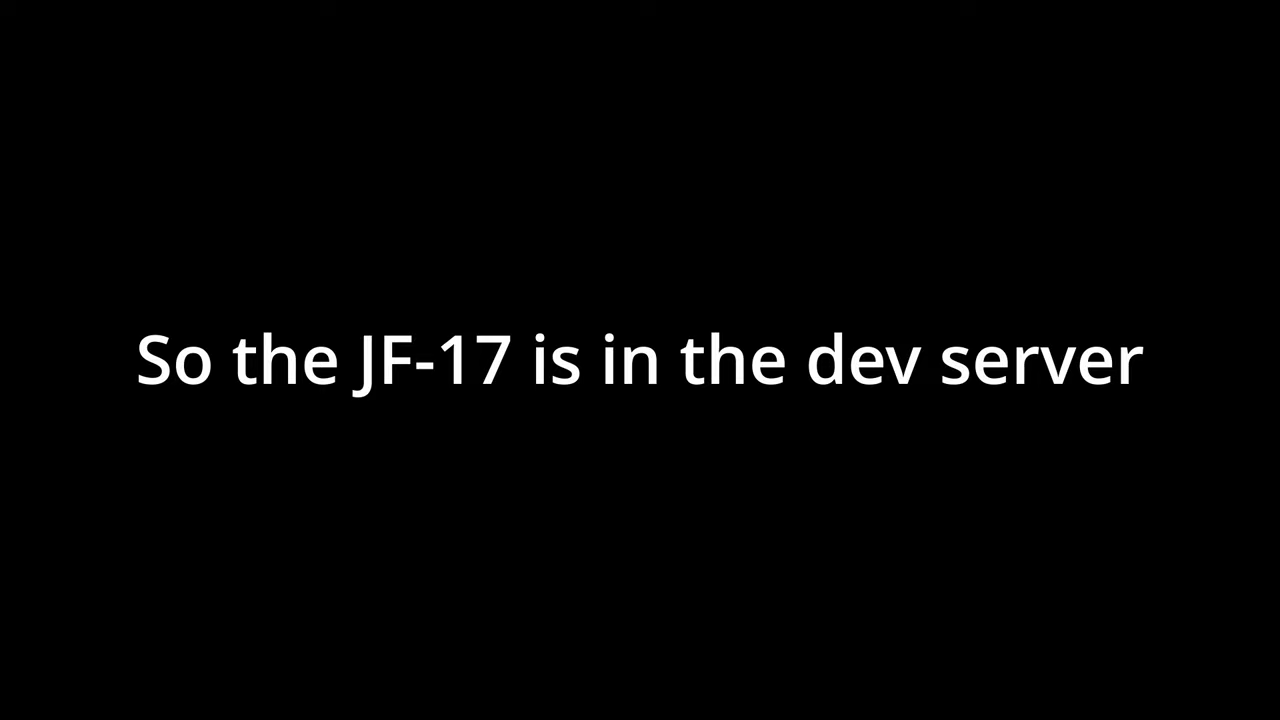 So the JF-17 is in the dev server